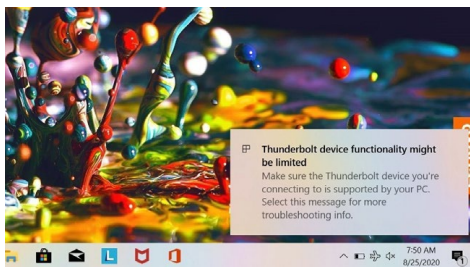 Thunderbolt device functionality might
be limited
Make sure the Thunderbolt device you're
connecting to is supported by your PC.
Select this message for more
troubleshooting info.
L
7:50 AM
8/25/2020
1